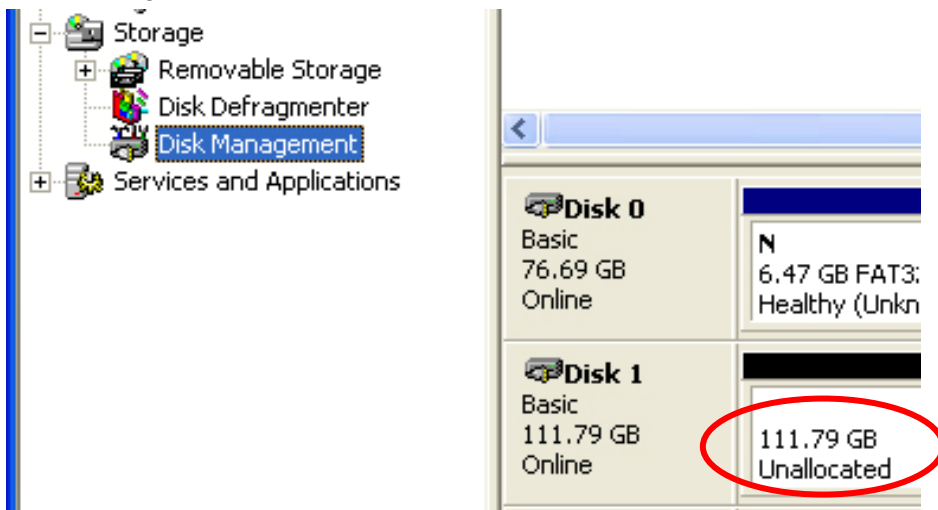 Storage
Removable Storage
Disk Defragmenter
Disk Management
Services and Applications
Disk 0
Basic
76.69 GB
Online
N
6.47 GB FAT32
Healthy (Unkn
Disk 1
Basic
111.79 GB
Online
111.79 GB
Unallocated